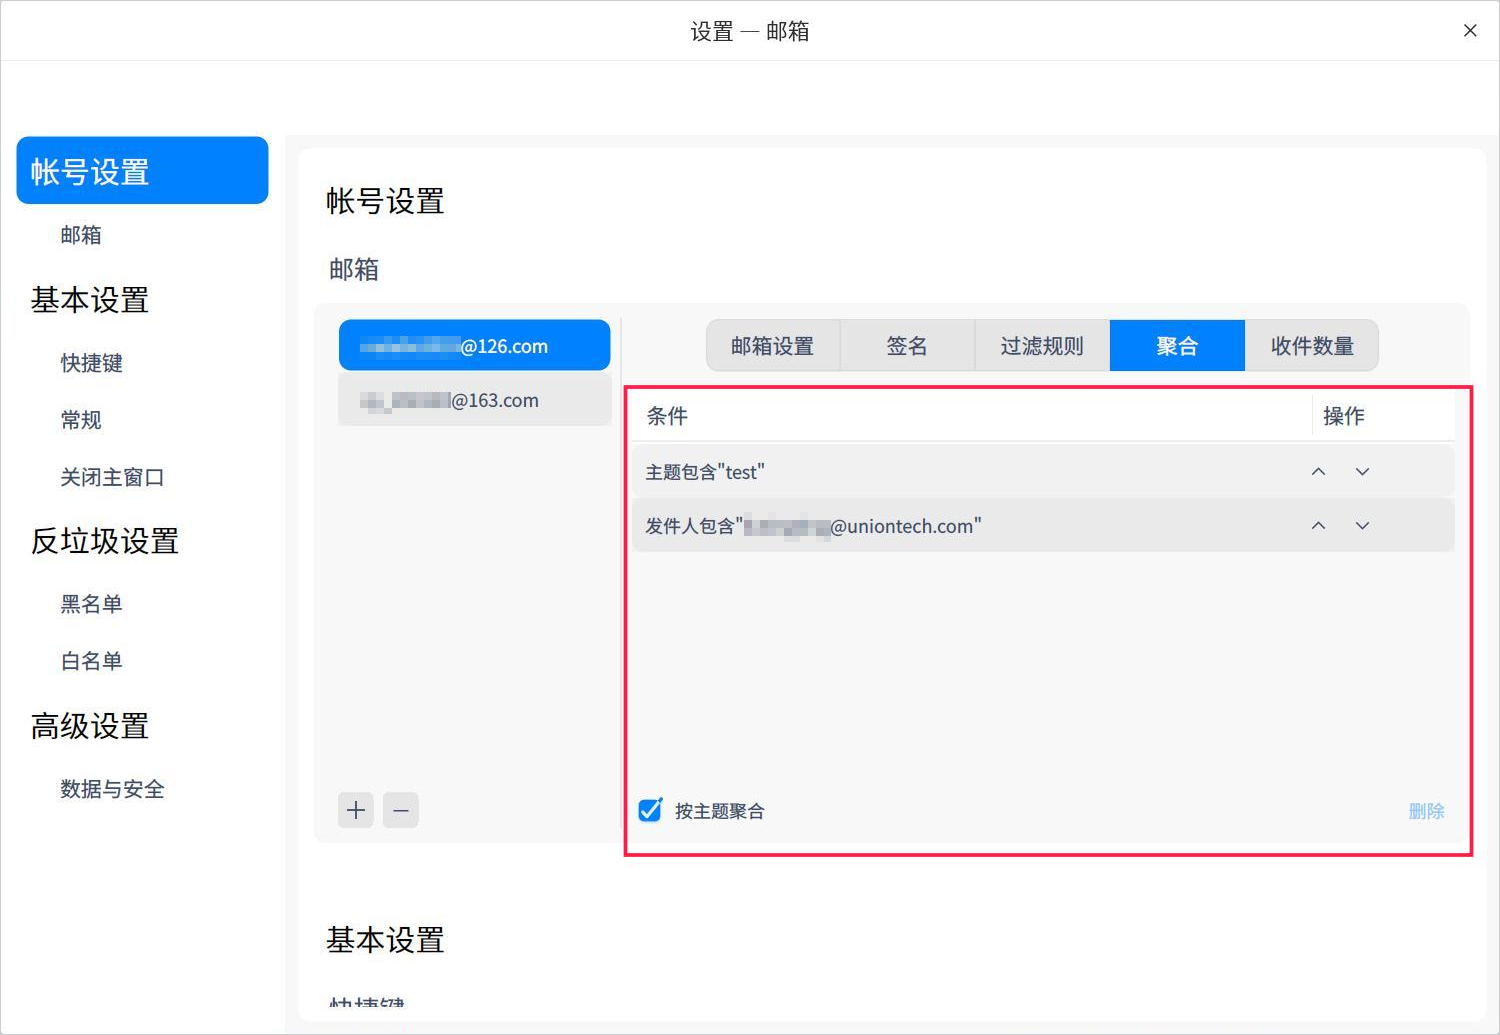 设置 — 邮箱
帐号设置
邮箱
基本设置
快捷键
常规
关闭主窗口
反垃圾设置
黑名单
白名单
高级设置
数据与安全
帐号设置
邮箱
@126.com
@163.com
邮箱设置 签名 过滤规则 聚合 收件数量
条件 操作
主题包含"test"
发件人包含"@uniontech.com"
按主题聚合 删除
基本设置
快捷键